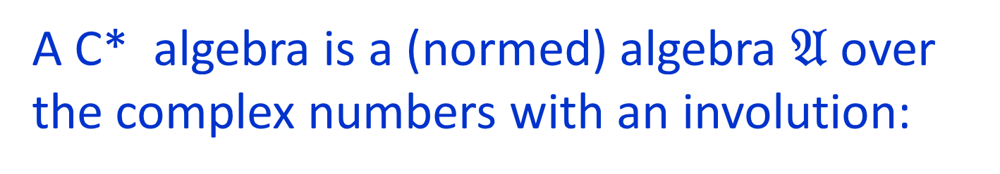 A C*  algebra is a (normed) algebra 𝔄 over
the complex numbers with an involution: